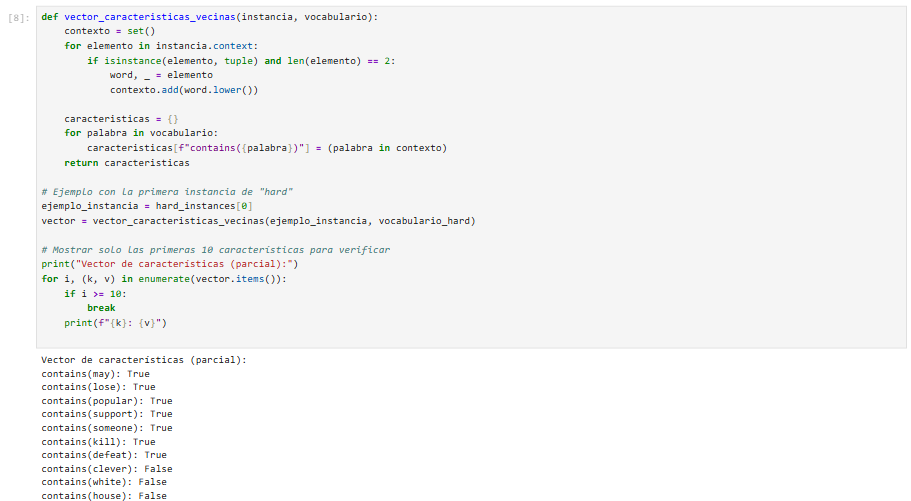 [8]: def vector_caracteristicas_vecinas(instancia, vocabulario):
    contexto = set()
    for elemento in instancia.context:
        if isinstance(elemento, tuple) and len(elemento) == 2:
            word, _ = elemento
            contexto.add(word.lower())

    caracteristicas = {}
    for palabra in vocabulario:
        caracteristicas[f"contains({palabra})"] = (palabra in contexto)
    return caracteristicas

# Ejemplo con la primera instancia de "hard"
ejemplo_instancia = hard_instances[0]
vector = vector_caracteristicas_vecinas(ejemplo_instancia, vocabulario_hard)

# Mostrar solo las primeras 10 características para verificar
print("Vector de características (parcial):")
for i, (k, v) in enumerate(vector.items()):
    if i >= 10:
        break
    print(f"{k}: {v}")

Vector de características (parcial):
contains(may): True
contains(lose): True
contains(popular): True
contains(support): True
contains(someone): True
contains(kill): True
contains(defeat): True
contains(clever): False
contains(white): False
contains(house): False